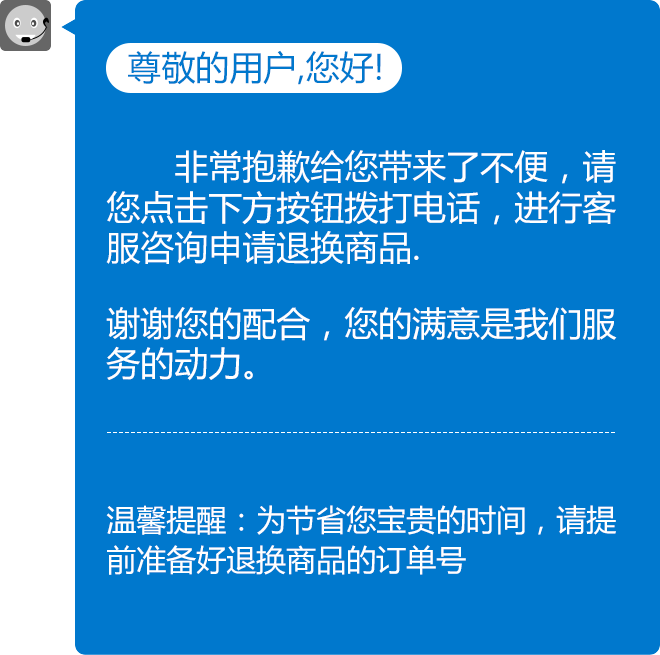 尊敬的用户,您好!
非常抱歉给您带来了不便，请
您点击下方按钮拨打电话，进行客
服咨询申请退换商品.
谢谢您的配合，您的满意是我们服
务的动力。
温馨提醒：为节省您宝贵的时间，请提
前准备好退换商品的订单号